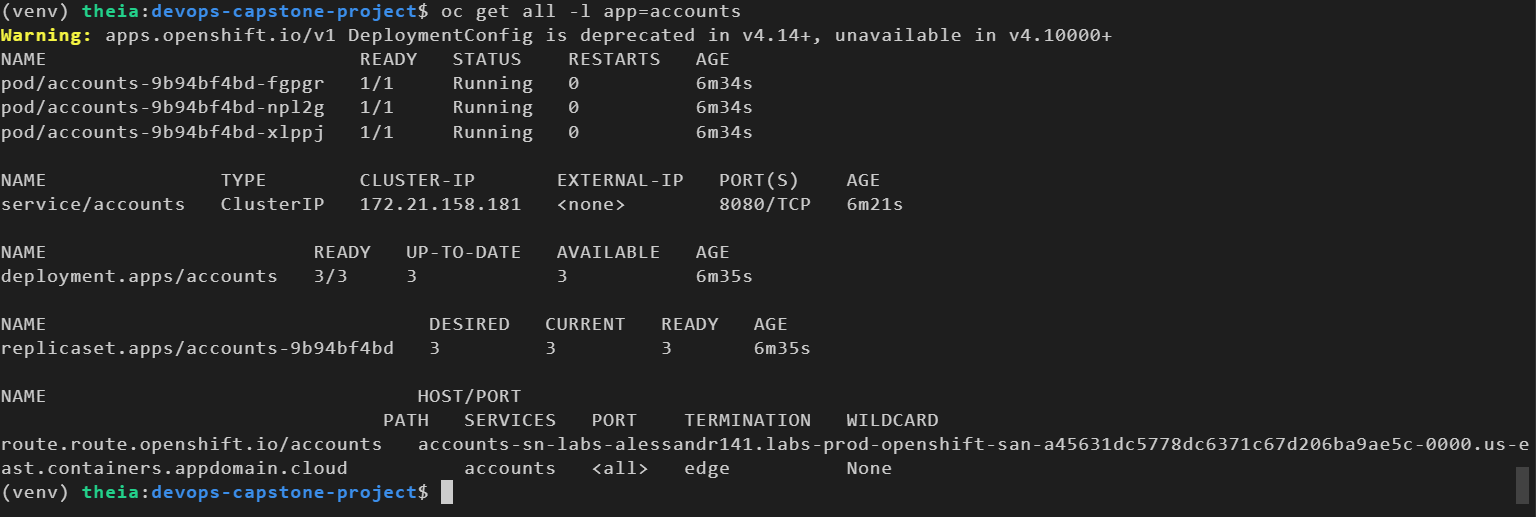 (venv) theia:devops-capstone-project$ oc get all -l app=accounts
Warning: apps.openshift.io/v1 DeploymentConfig is deprecated in v4.14+, unavailable in v4.10000+
NAME                           READY   STATUS    RESTARTS   AGE
pod/accounts-9b94bf4bd-fgpgr   1/1     Running   0          6m34s
pod/accounts-9b94bf4bd-npl2g   1/1     Running   0          6m34s
pod/accounts-9b94bf4bd-xlppj   1/1     Running   0          6m34s
NAME               TYPE        CLUSTER-IP       EXTERNAL-IP   PORT(S)    AGE
service/accounts   ClusterIP   172.21.158.181   <none>        8080/TCP   6m21s
NAME                       READY   UP-TO-DATE   AVAILABLE   AGE
deployment.apps/accounts   3/3     3            3           6m35s
NAME                                 DESIRED   CURRENT   READY   AGE
replicaset.apps/accounts-9b94bf4bd   3         3         3       6m35s
NAME                                HOST/PORT
                                 PATH   SERVICES   PORT    TERMINATION   WILDCARD
route.route.openshift.io/accounts   accounts-sn-labs-alessandr141.labs-prod-openshift-san-a45631dc5778dc6371c67d206ba9ae5c-0000.us-e
ast.containers.appdomain.cloud          accounts   <all>   edge          None
(venv) theia:devops-capstone-project$